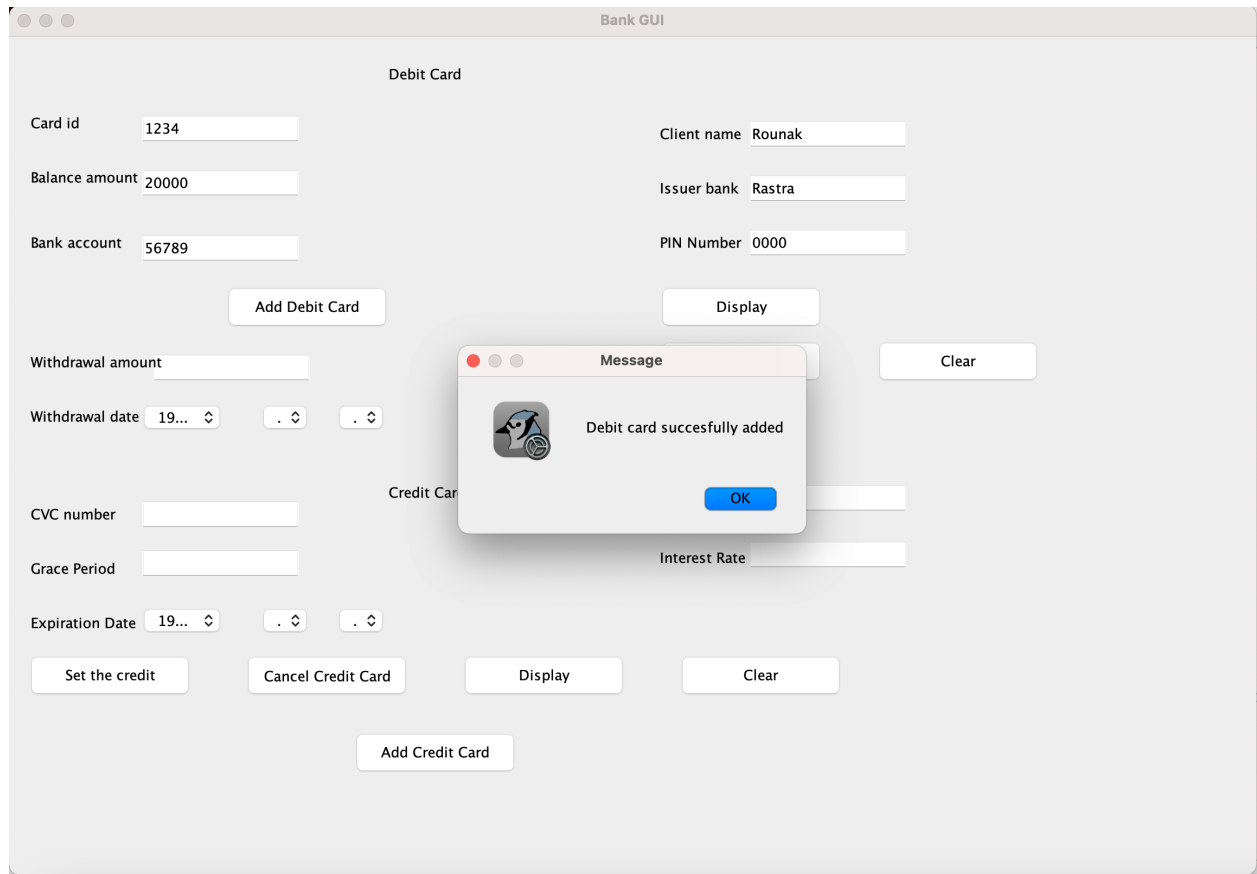 Bank GUI
Debit Card
Card id 1234
Client name Rounak
Balance amount 20000
Issuer bank Rastra
Bank account 56789
PIN Number 0000
Add Debit Card Display
Withdrawal amount
Clear
Withdrawal date 19... . .
Message
Debit card succesfully added
OK
Credit Car
CVC number
Grace Period
Interest Rate
Expiration Date 19... . .
Set the credit Cancel Credit Card Display Clear
Add Credit Card